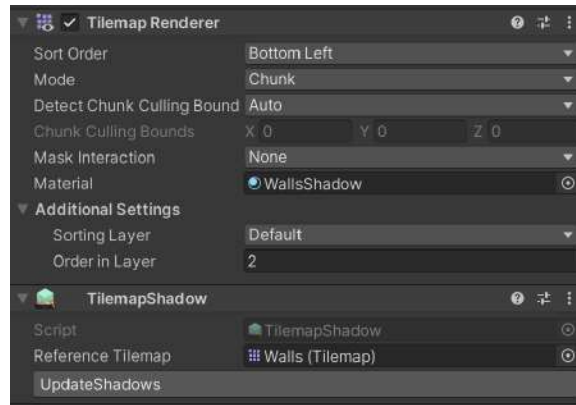 Tilemap Renderer
Sort Order Bottom Left
Mode Chunk
Detect Chunk Culling Bound Auto
Chunk Culling Bounds X 0 Y 0 Z 0
Mask Interaction None
Material WallsShadow
Additional Settings
Sorting Layer Default
Order in Layer 2
TilemapShadow
Script TilemapShadow
Reference Tilemap Walls (Tilemap)
UpdateShadows